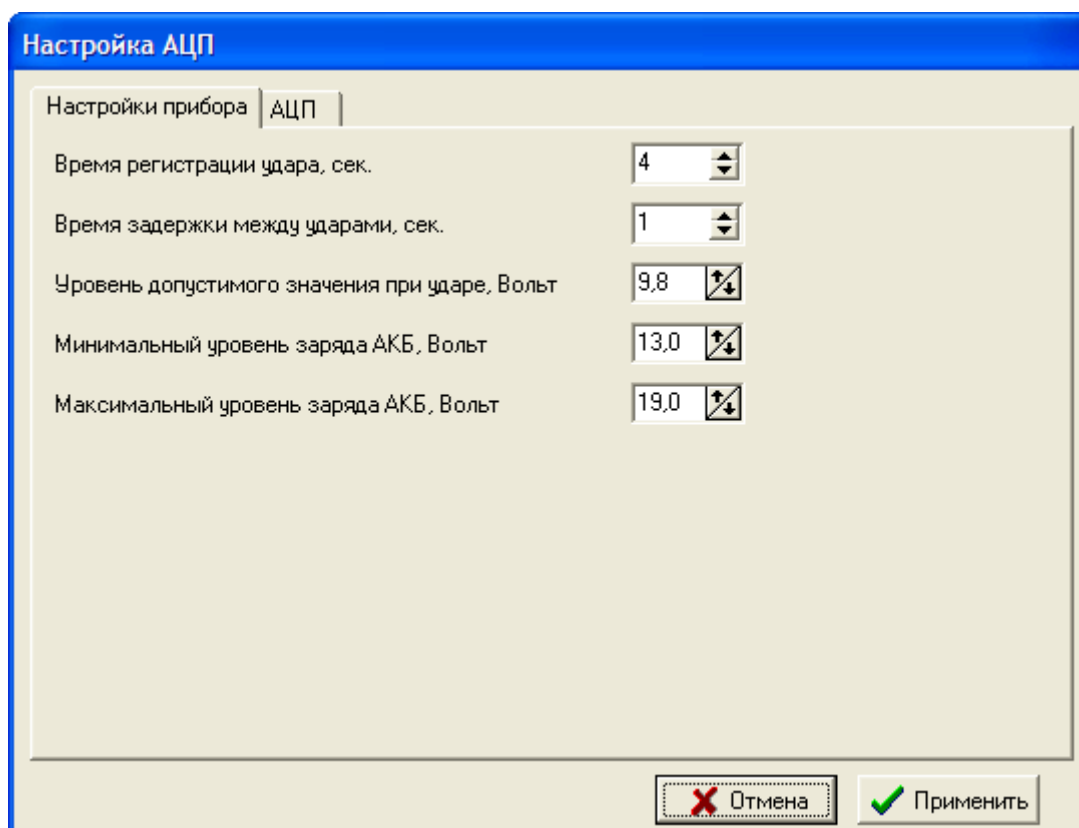 Настройка АЦП
Настройки прибора АЦП
Время регистрации удара, сек. 4
Время задержки между ударами, сек. 1
Уровень допустимого значения при ударе, Вольт 9,8
Минимальный уровень заряда АКБ, Вольт 13,0
Максимальный уровень заряда АКБ, Вольт 19,0
Отмена Применить